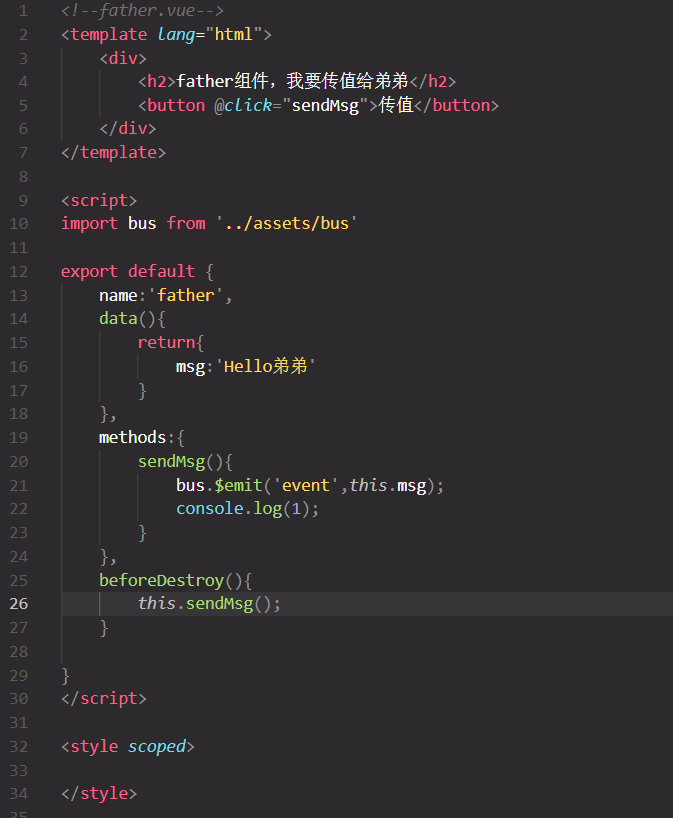 1 <!--father.vue-->
2 <template lang="html">
3     <div>
4         <h2>father组件，我要传值给弟弟</h2>
5         <button @click="sendMsg">传值</button>
6     </div>
7 </template>
8
9 <script>
10 import bus from '../assets/bus'
11
12 export default {
13     name:'father',
14     data(){
15         return{
16             msg:'Hello弟弟'
17         }
18     },
19     methods:{
20         sendMsg(){
21             bus.$emit('event',this.msg);
22             console.log(1);
23         }
24     },
25     beforeDestroy(){
26         this.sendMsg();
27     }
28
29 }
30 </script>
31
32 <style scoped>
33
34 </style>
35